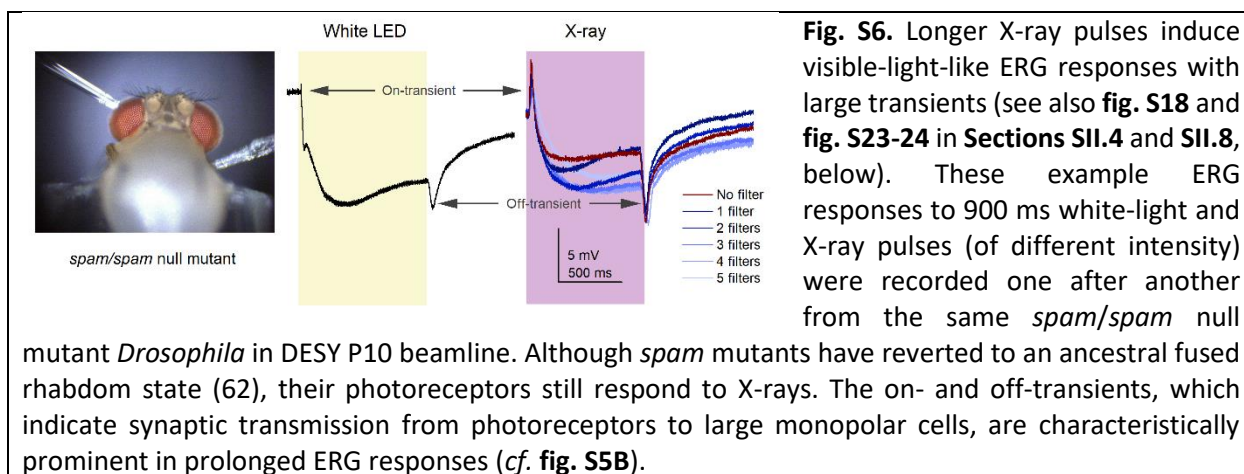 White LED
X-ray
On-transient
Off-transient
No filter
1 filter
2 filters
3 filters
4 filters
5 filters
5 mV
500 ms
spam/spam null mutant
Fig. S6. Longer X-ray pulses induce
visible-light-like ERG responses with
large transients (see also fig. S18 and
fig. S23-24 in Sections SII.4 and SII.8,
below). These example ERG
responses to 900 ms white-light and
X-ray pulses (of different intensity)
were recorded one after another
from the same spam/spam null
mutant Drosophila in DESY P10 beamline. Although spam mutants have reverted to an ancestral fused
rhabdom state (62), their photoreceptors still respond to X-rays. The on- and off-transients, which
indicate synaptic transmission from photoreceptors to large monopolar cells, are characteristically
prominent in prolonged ERG responses (cf. fig. S5B).